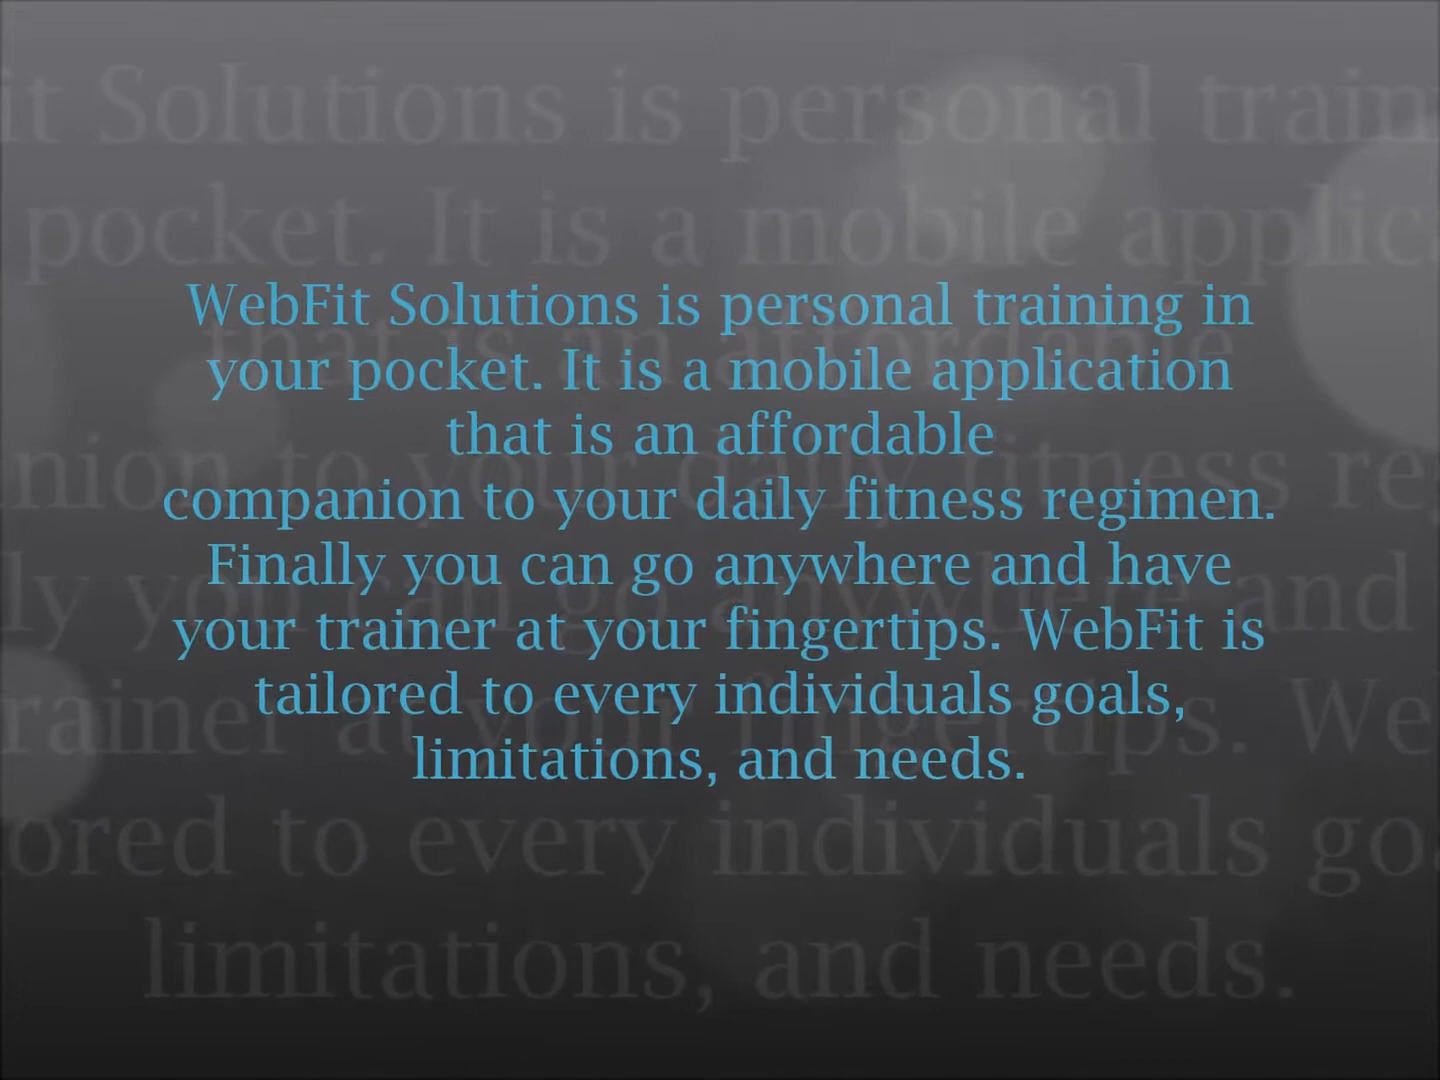 WebFit Solutions is personal training in
your pocket. It is a mobile application
that is an affordable
companion to your daily fitness regimen.
Finally you can go anywhere and have
your trainer at your fingertips. WebFit is
tailored to every individuals goals,
limitations, and needs.